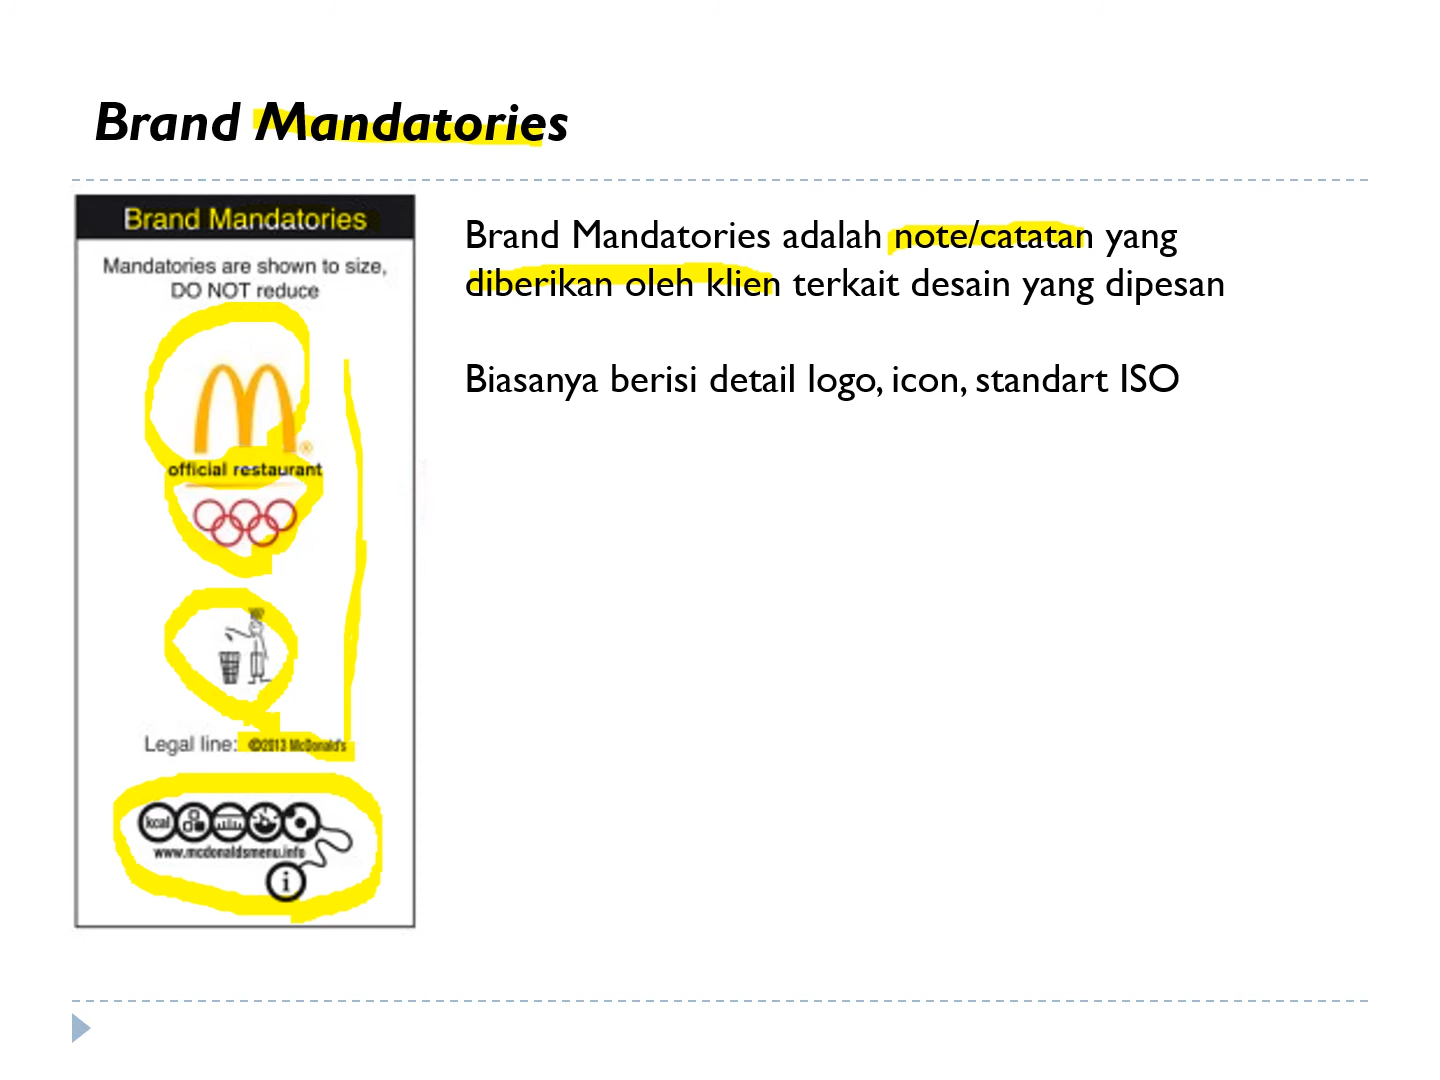 Brand Mandatories
Brand Mandatories
Mandatories are shown to size,
DO NOT reduce
®
official restaurant
Legal line: ©2013 McDonald's
kcal
www.mcdonaldsmenu.info
i
Brand Mandatories adalah note/catatan yang
diberikan oleh klien terkait desain yang dipesan
Biasanya berisi detail logo, icon, standart ISO